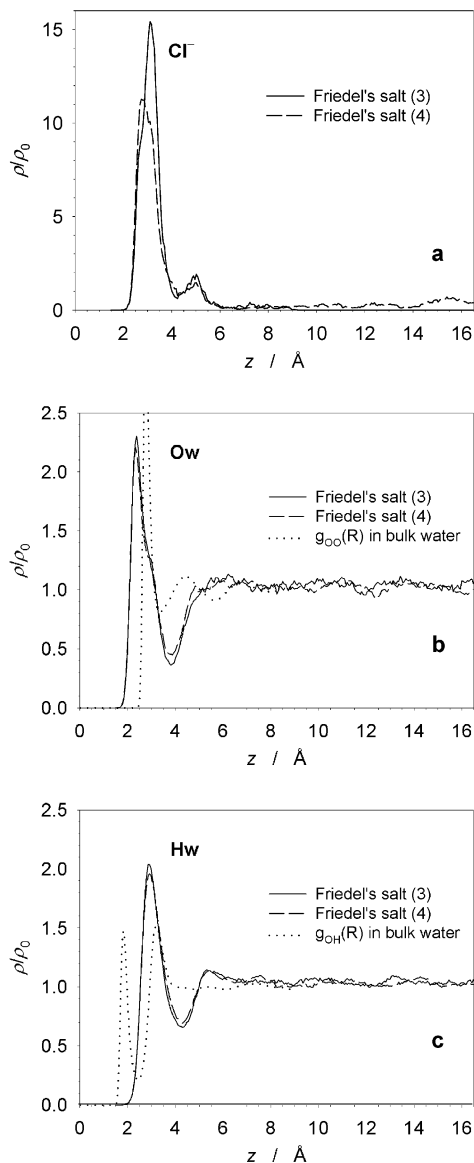 15
10
5
0
ρ/ρ₀
Cl⁻
Friedel's salt (3)
Friedel's salt (4)
a
0 2 4 6 8 10 12 14 16
z / Å
2.5
2.0
1.5
1.0
0.5
0.0
ρ/ρ₀
Ow
Friedel's salt (3)
Friedel's salt (4)
gOO(R) in bulk water
b
0 2 4 6 8 10 12 14 16
z / Å
2.5
2.0
1.5
1.0
0.5
0.0
ρ/ρ₀
Hw
Friedel's salt (3)
Friedel's salt (4)
gOH(R) in bulk water
c
0 2 4 6 8 10 12 14 16
z / Å